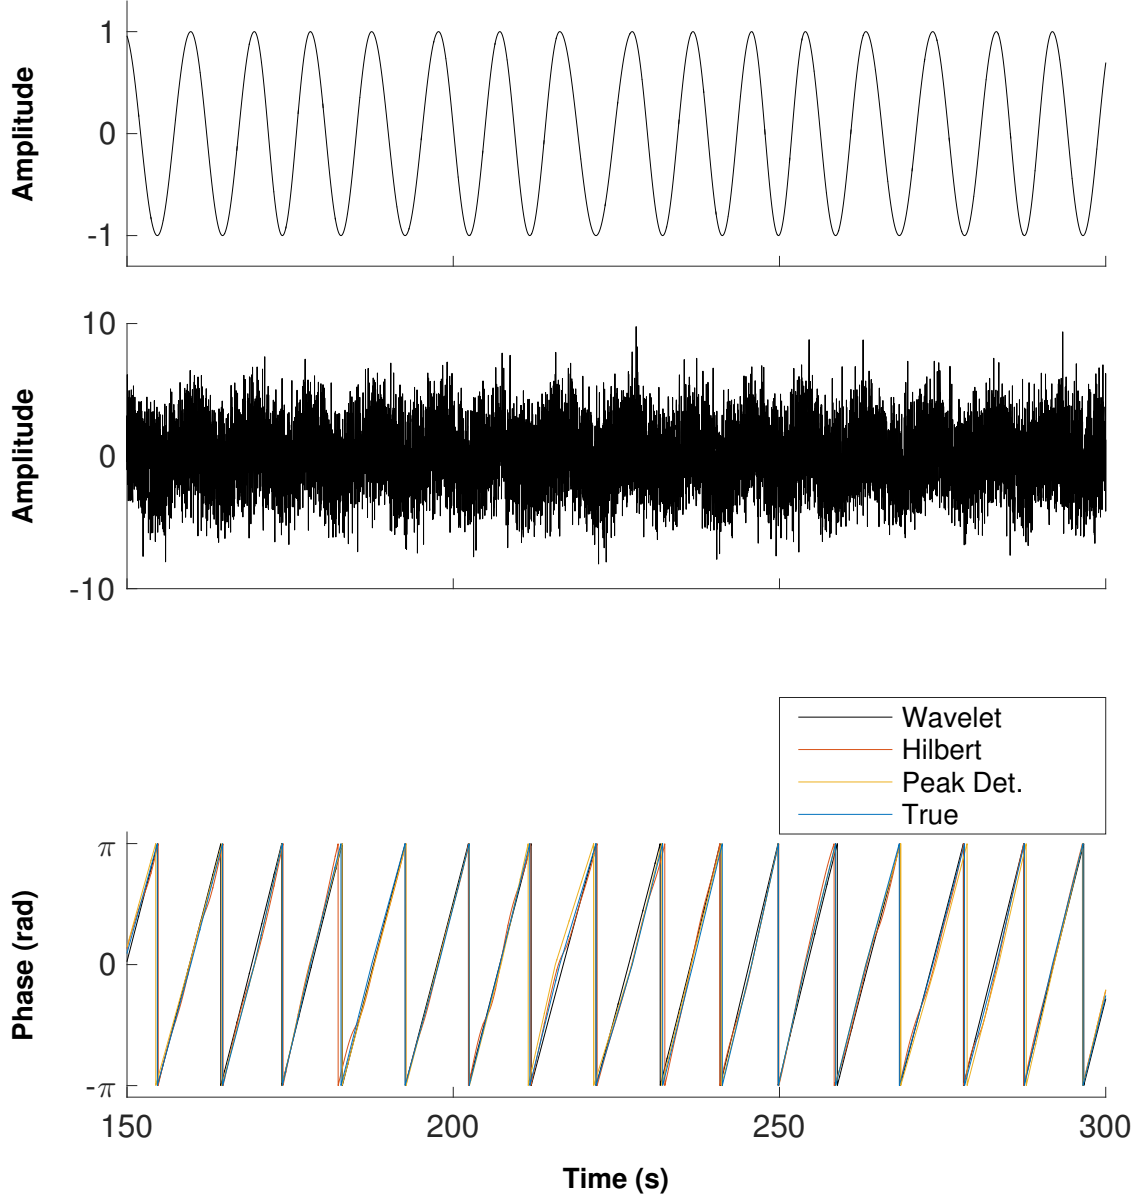 1
0
-1
Amplitude
10
0
-10
Amplitude
Wavelet
Hilbert
Peak Det.
True
π
0
-π
Phase (rad)
150
200
250
300
Time (s)